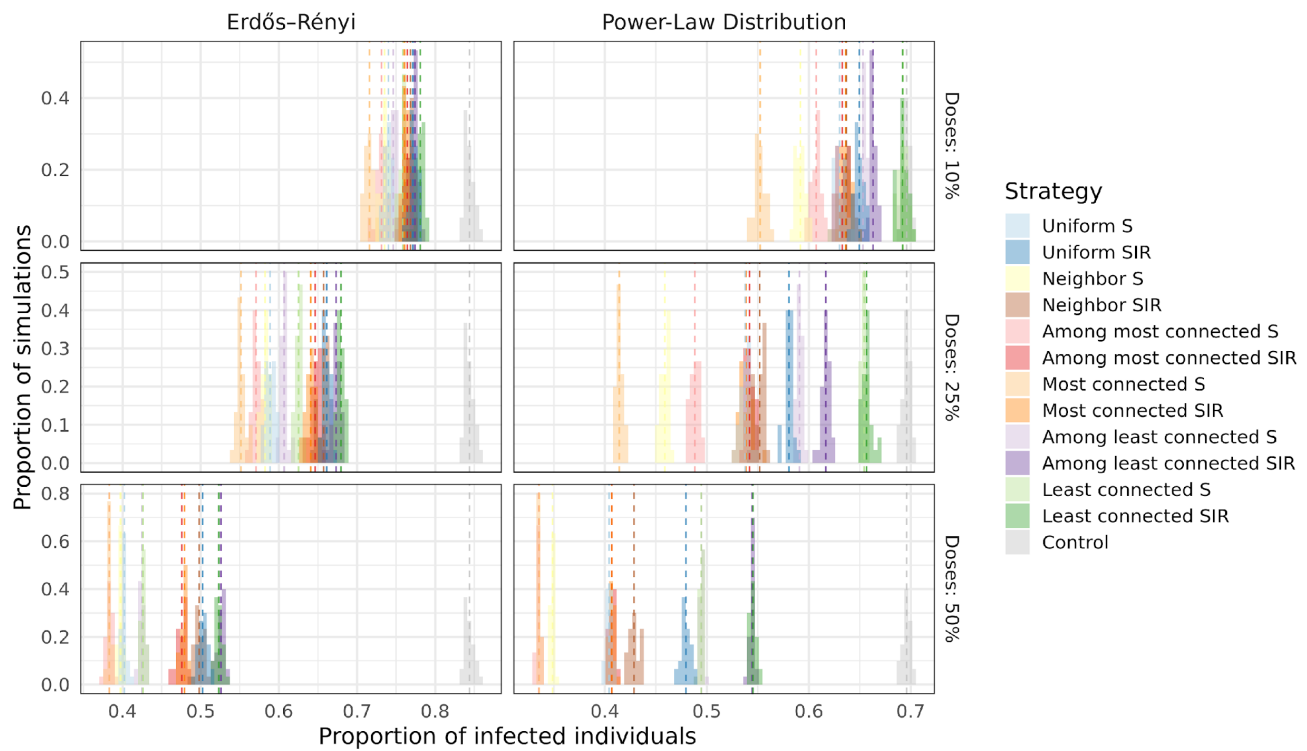 Erdős–Rényi
Power-Law Distribution
Proportion of simulations
0.4
0.2
0.0
Doses: 10%
0.5
0.4
0.3
0.2
0.1
0.0
Doses: 25%
0.8
0.6
0.4
0.2
0.0
Doses: 50%
0.4 0.5 0.6 0.7 0.8
0.4 0.5 0.6 0.7
Proportion of infected individuals
Strategy
Uniform S
Uniform SIR
Neighbor S
Neighbor SIR
Among most connected S
Among most connected SIR
Most connected S
Most connected SIR
Among least connected S
Among least connected SIR
Least connected S
Least connected SIR
Control